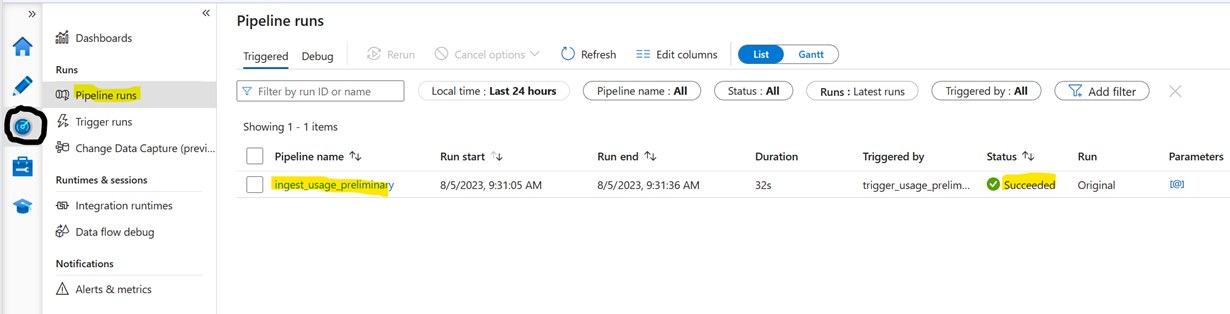 Pipeline runs
Dashboards
Runs
Pipeline runs
Trigger runs
Change Data Capture (previ...
Runtimes & sessions
Integration runtimes
Data flow debug
Notifications
Alerts & metrics
Triggered Debug Rerun Cancel options Refresh Edit columns List Gantt
Filter by run ID or name Local time : Last 24 hours Pipeline name : All Status : All Runs : Latest runs Triggered by : All Add filter
Showing 1 - 1 items
Pipeline name Run start Run end Duration Triggered by Status Run Parameters
ingest_usage_preliminary 8/5/2023, 9:31:05 AM 8/5/2023, 9:31:36 AM 32s trigger_usage_prelim... Succeeded Original [@]